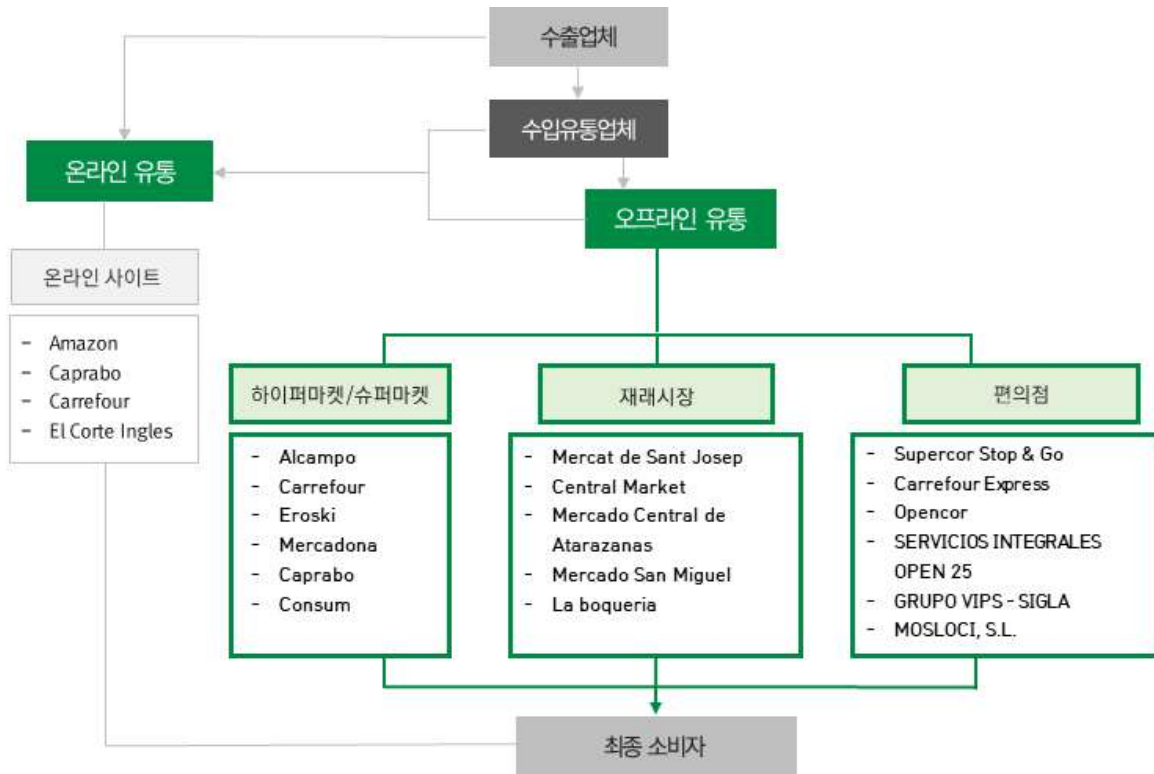 수출업체
수입유통업체
온라인 유통
오프라인 유통
온라인 사이트
- Amazon
- Caprabo
- Carrefour
- El Corte Ingles
하이퍼마켓/슈퍼마켓
- Alcampo
- Carrefour
- Eroski
- Mercadona
- Caprabo
- Consum
재래시장
- Mercat de Sant Josep
- Central Market
- Mercado Central de
Atarazanas
- Mercado San Miguel
- La boqueria
편의점
- Supercor Stop & Go
- Carrefour Express
- Opencor
- SERVICIOS INTEGRALES
OPEN 25
- GRUPO VIPS - SIGLA
- MOSLOCI, S.L.
최종 소비자